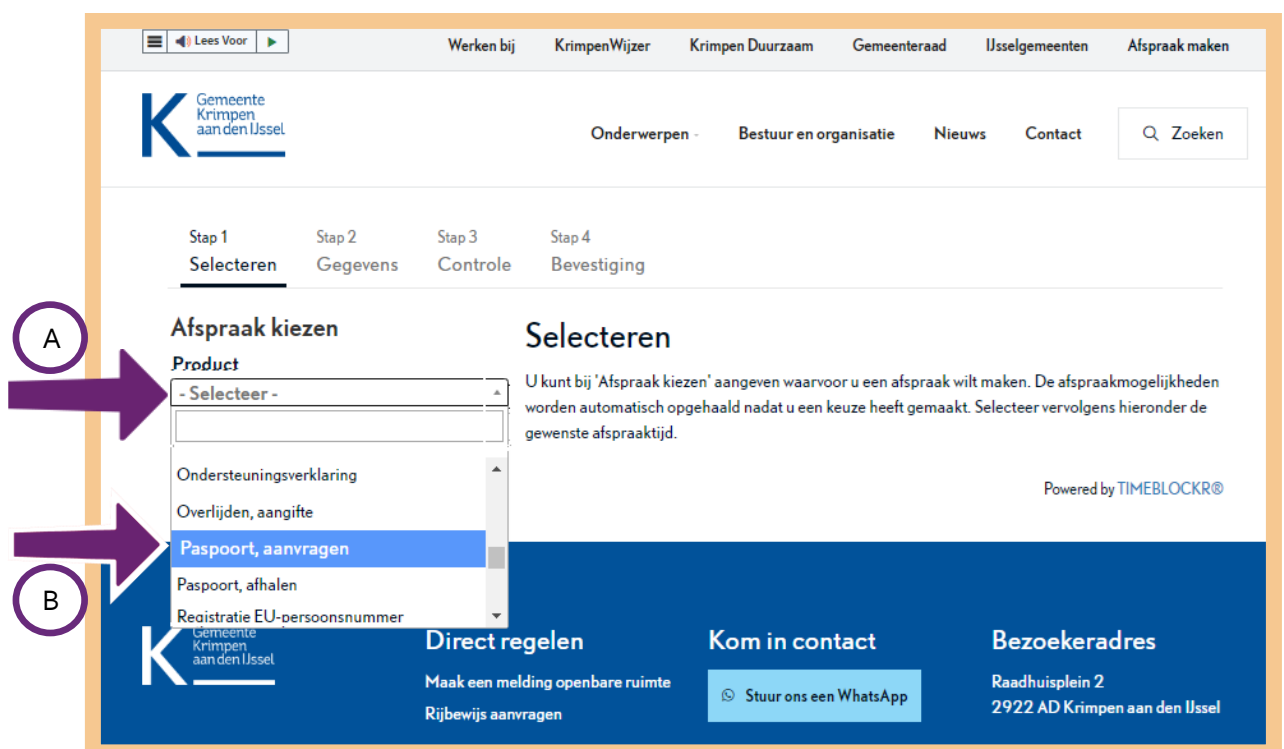 Lees Voor
Werken bij
KrimpenWijzer
Krimpen Duurzaam
Gemeenteraad
IJsselgemeenten
Afspraak maken
K
Gemeente
Krimpen
aan den IJssel
Onderwerpen -
Bestuur en organisatie
Nieuws
Contact
Zoeken
Stap 1
Selecteren
Stap 2
Gegevens
Stap 3
Controle
Stap 4
Bevestiging
A
Afspraak kiezen
Product
- Selecteer -
Ondersteuningsverklaring
Overlijden, aangifte
Paspoort, aanvragen
Paspoort, afhalen
Registratie EU-persoonsnummer
B
Selecteren
U kunt bij 'Afspraak kiezen' aangeven waarvoor u een afspraak wilt maken. De afspraakmogelijkheden
worden automatisch opgehaald nadat u een keuze heeft gemaakt. Selecteer vervolgens hieronder de
gewenste afspraaktijd.
Powered by TIMEBLOCKR®
K
Gemeente
Krimpen
aan den IJssel
Direct regelen
Maak een melding openbare ruimte
Rijbewijs aanvragen
Kom in contact
Stuur ons een WhatsApp
Bezoekeradres
Raadhuisplein 2
2922 AD Krimpen aan den IJssel